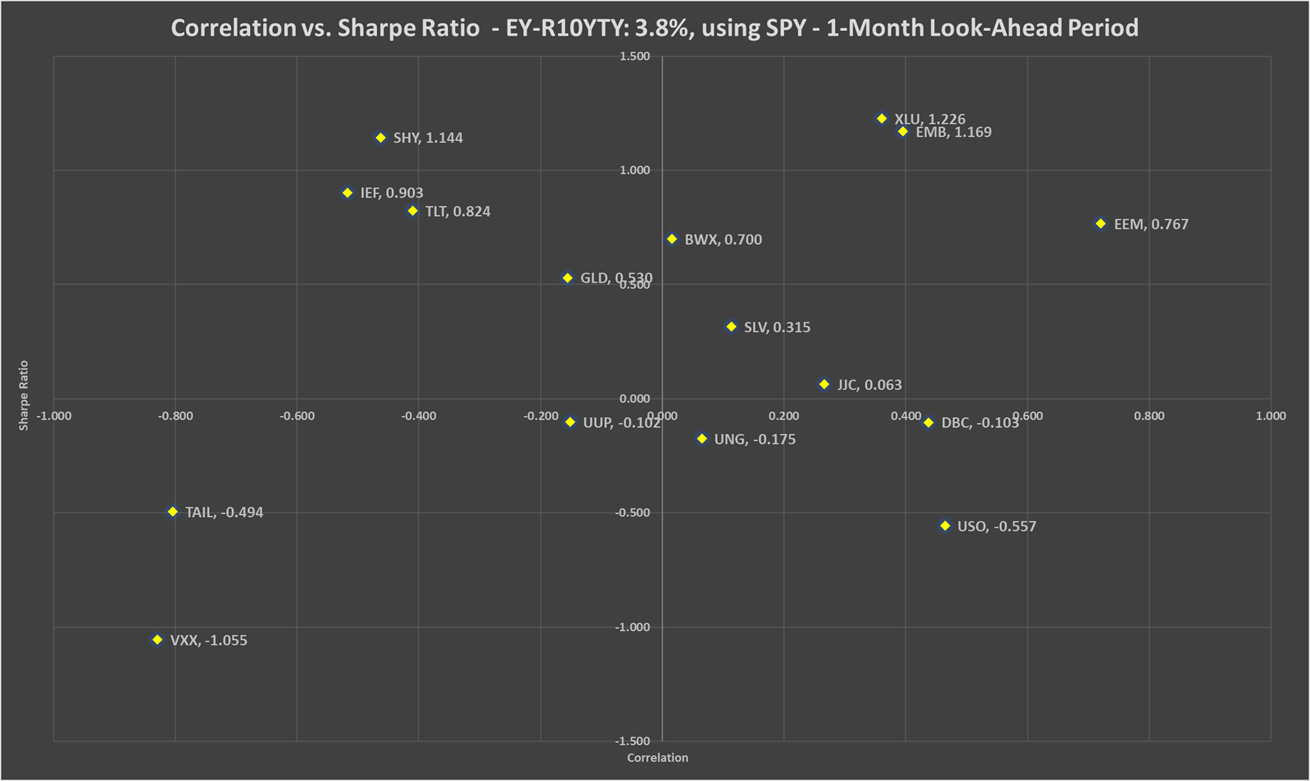 Correlation vs. Sharpe Ratio - EY-R10YTY: 3.8%, using SPY - 1-Month Look-Ahead Period
1.500
XLU, 1.226
EMB, 1.169
SHY, 1.144
1.000
IEF, 0.903
TLT, 0.824
EEM, 0.767
BWX, 0.700
GLD, 0.530
0.500
SLV, 0.315
JJC, 0.063
Sharpe Ratio
0.000
-1.000 -0.800 -0.600 -0.400 -0.200 0.000 0.200 0.400 0.600 0.800 1.000
UUP, -0.102
DBC, -0.103
UNG, -0.175
TAIL, -0.494
-0.500
USO, -0.557
-1.000
VXX, -1.055
-1.500
Correlation